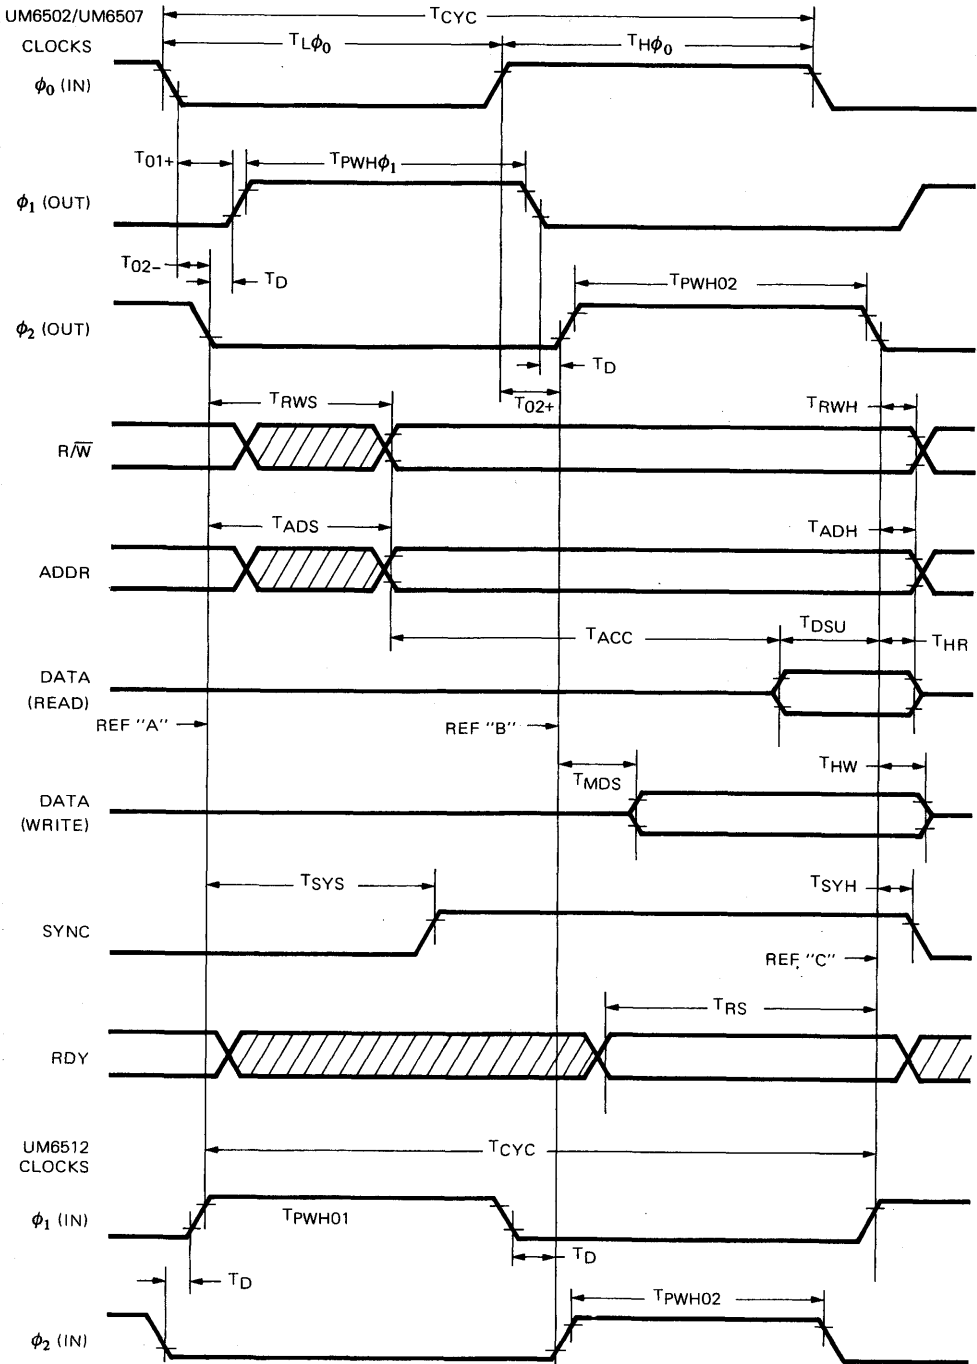 UM6502/UM6507
CLOCKS
TCYC
TLϕ0
THϕ0
ϕ0 (IN)
T01+
TPWHϕ1
ϕ1 (OUT)
T02−
TD
TPWH02
ϕ2 (OUT)
TD
T02+
TRWS
TRWH
R/W̅
TADS
TADH
ADDR
TACC
TDSU
THR
DATA
(READ)
REF "A"
REF "B"
TMDS
THW
DATA
(WRITE)
TSYS
TSYH
SYNC
REF "C"
TRS
RDY
UM6512
CLOCKS
TCYC
ϕ1 (IN)
TPWH01
TD
TD
TPWH02
ϕ2 (IN)